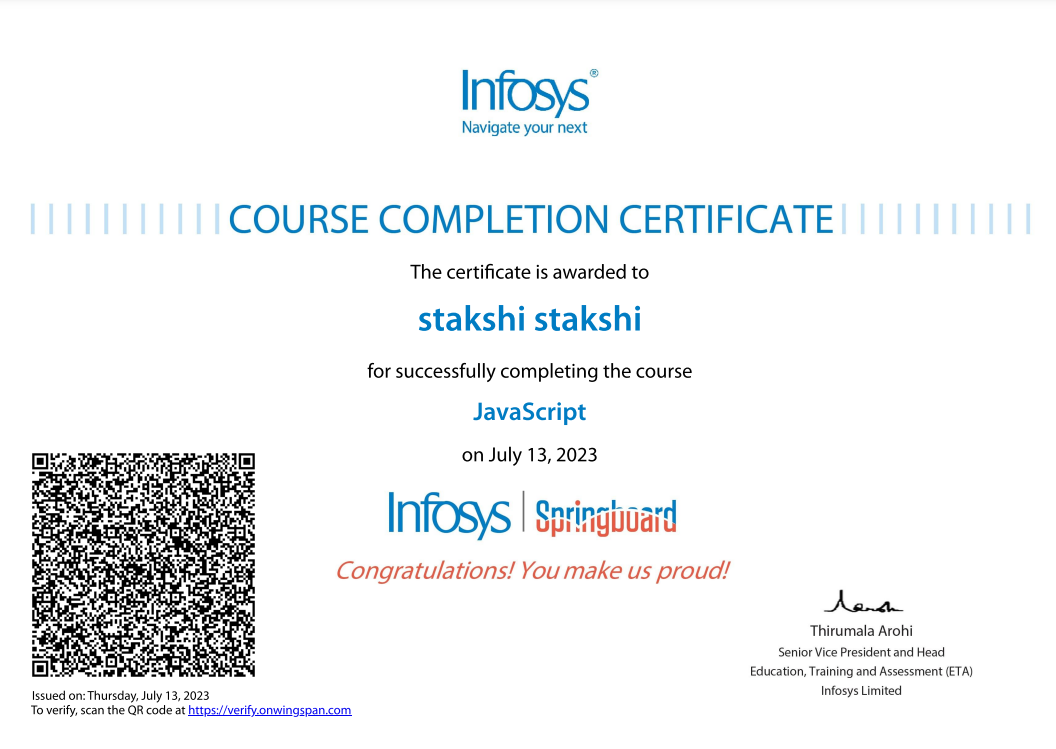 Infosys®
Navigate your next
COURSE COMPLETION CERTIFICATE
The certificate is awarded to
stakshi stakshi
for successfully completing the course
JavaScript
on July 13, 2023
Infosys | Springboard
Congratulations! You make us proud!
Thirumala Arohi
Senior Vice President and Head
Education, Training and Assessment (ETA)
Infosys Limited
Issued on: Thursday, July 13, 2023
To verify, scan the QR code at https://verify.onwingspan.com